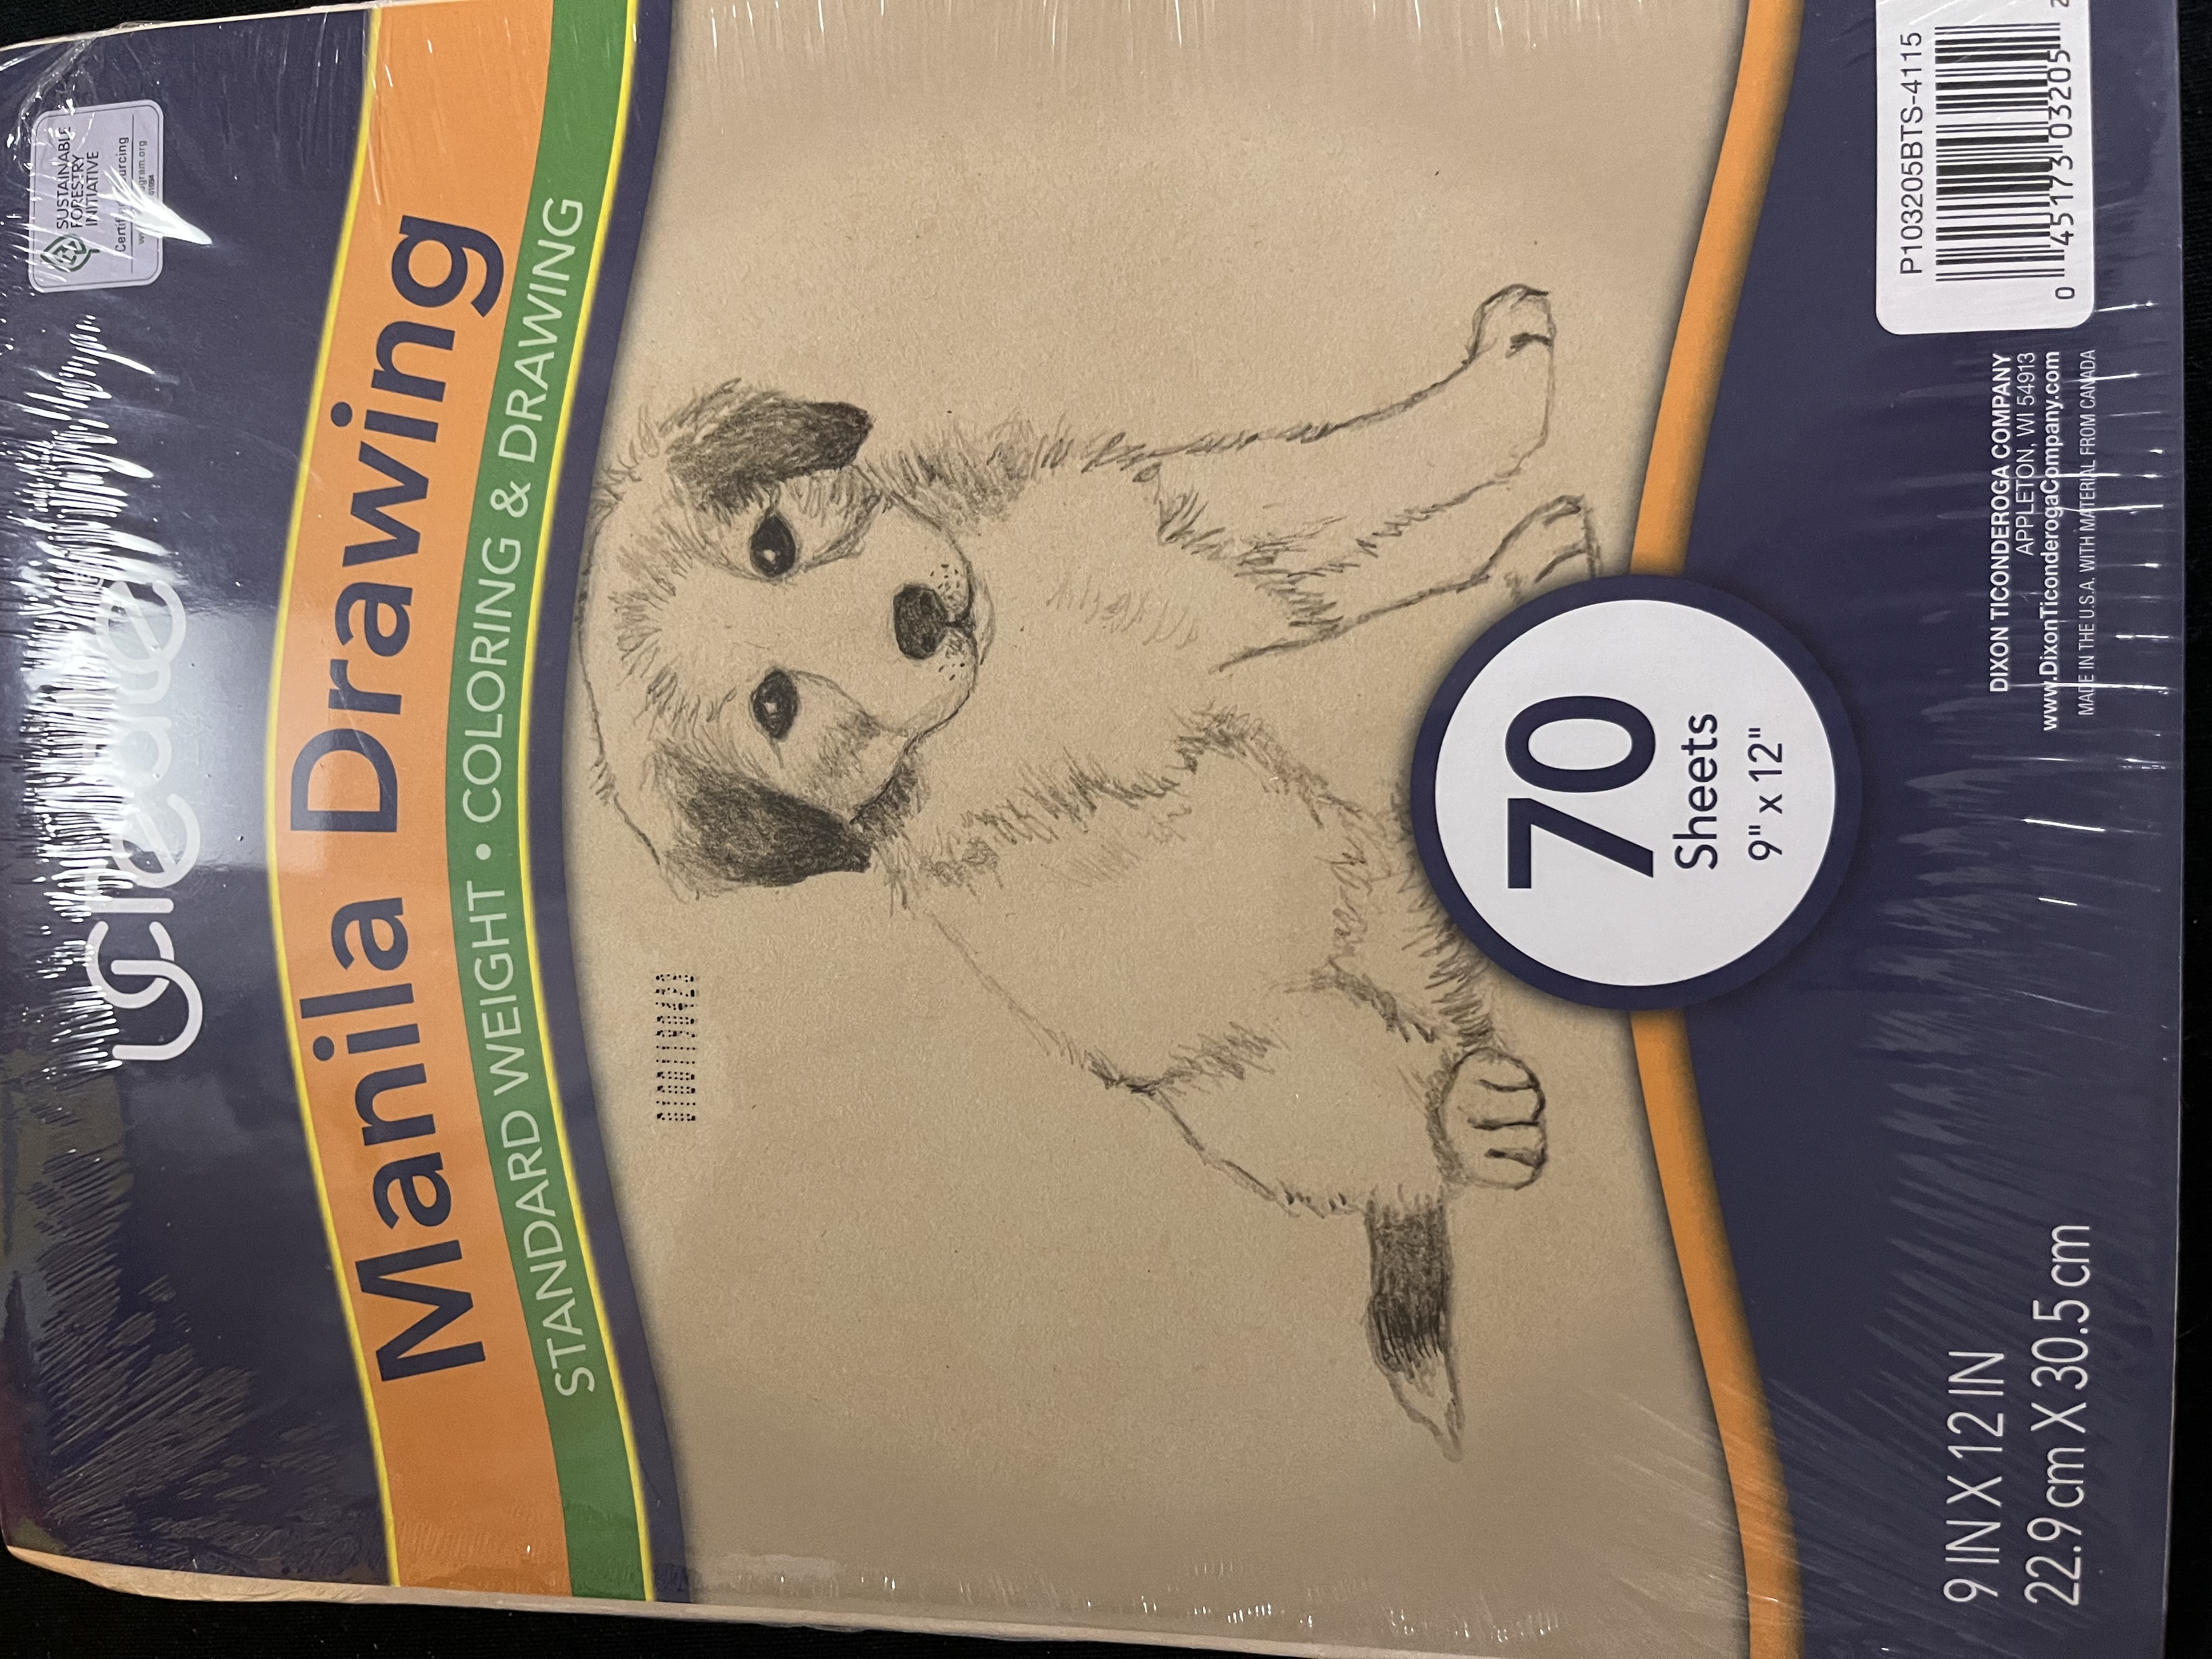 SUSTAINABLE
FORESTRY
INITIATIVE
Manila Drawing
STANDARD WEIGHT • COLORING & DRAWING
70
Sheets
9" x 12"
9 IN X 12 IN
22.9 cm X 30.5 cm
DIXON TICONDEROGA COMPANY
APPLETON, WI 54913
www.DixonTiconderogaCompany.com
MADE IN THE U.S.A. WITH MATERIAL FROM CANADA
P103205BTS-4115
0 45173 03205 2